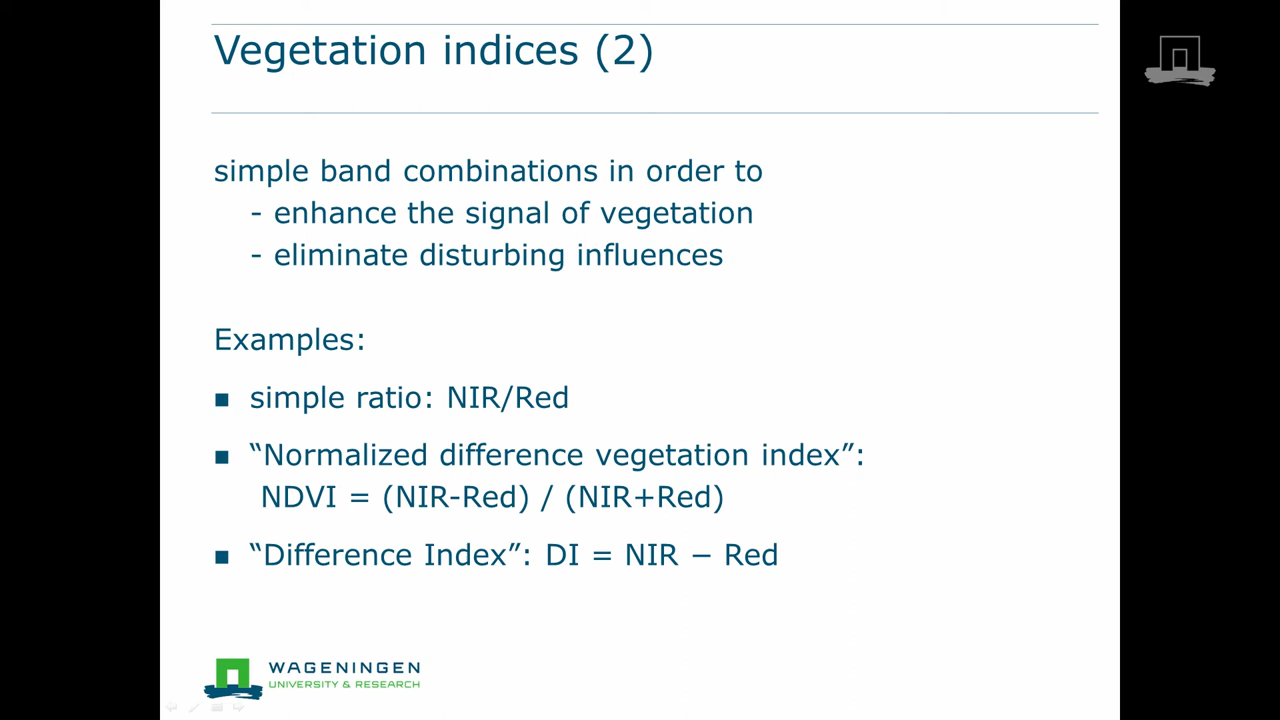 Vegetation indices (2)
simple band combinations in order to
- enhance the signal of vegetation
- eliminate disturbing influences
Examples:
■ simple ratio: NIR/Red
■ “Normalized difference vegetation index”:
NDVI = (NIR-Red) / (NIR+Red)
■ “Difference Index”: DI = NIR − Red
WAGENINGEN
UNIVERSITY & RESEARCH